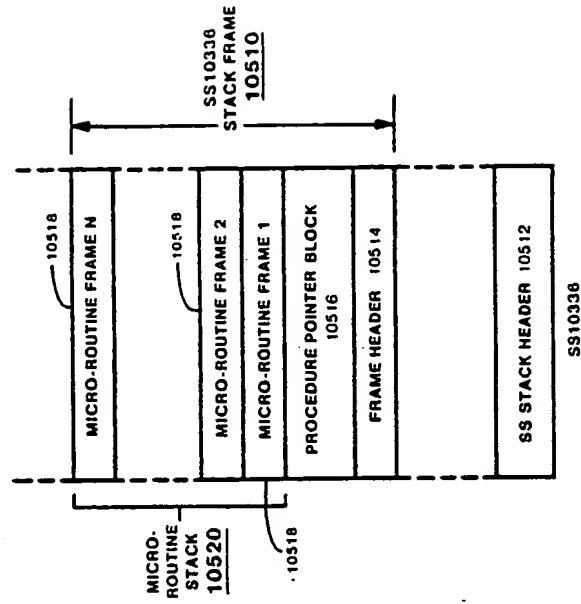 10518
MICRO-ROUTINE FRAME N
SS10336
STACK FRAME
10510
10518
MICRO-ROUTINE FRAME 2
MICRO-ROUTINE FRAME 1
MICRO-
ROUTINE
STACK
10520
10518
PROCEDURE POINTER BLOCK
10516
FRAME HEADER 10514
SS STACK HEADER 10512
SS10336